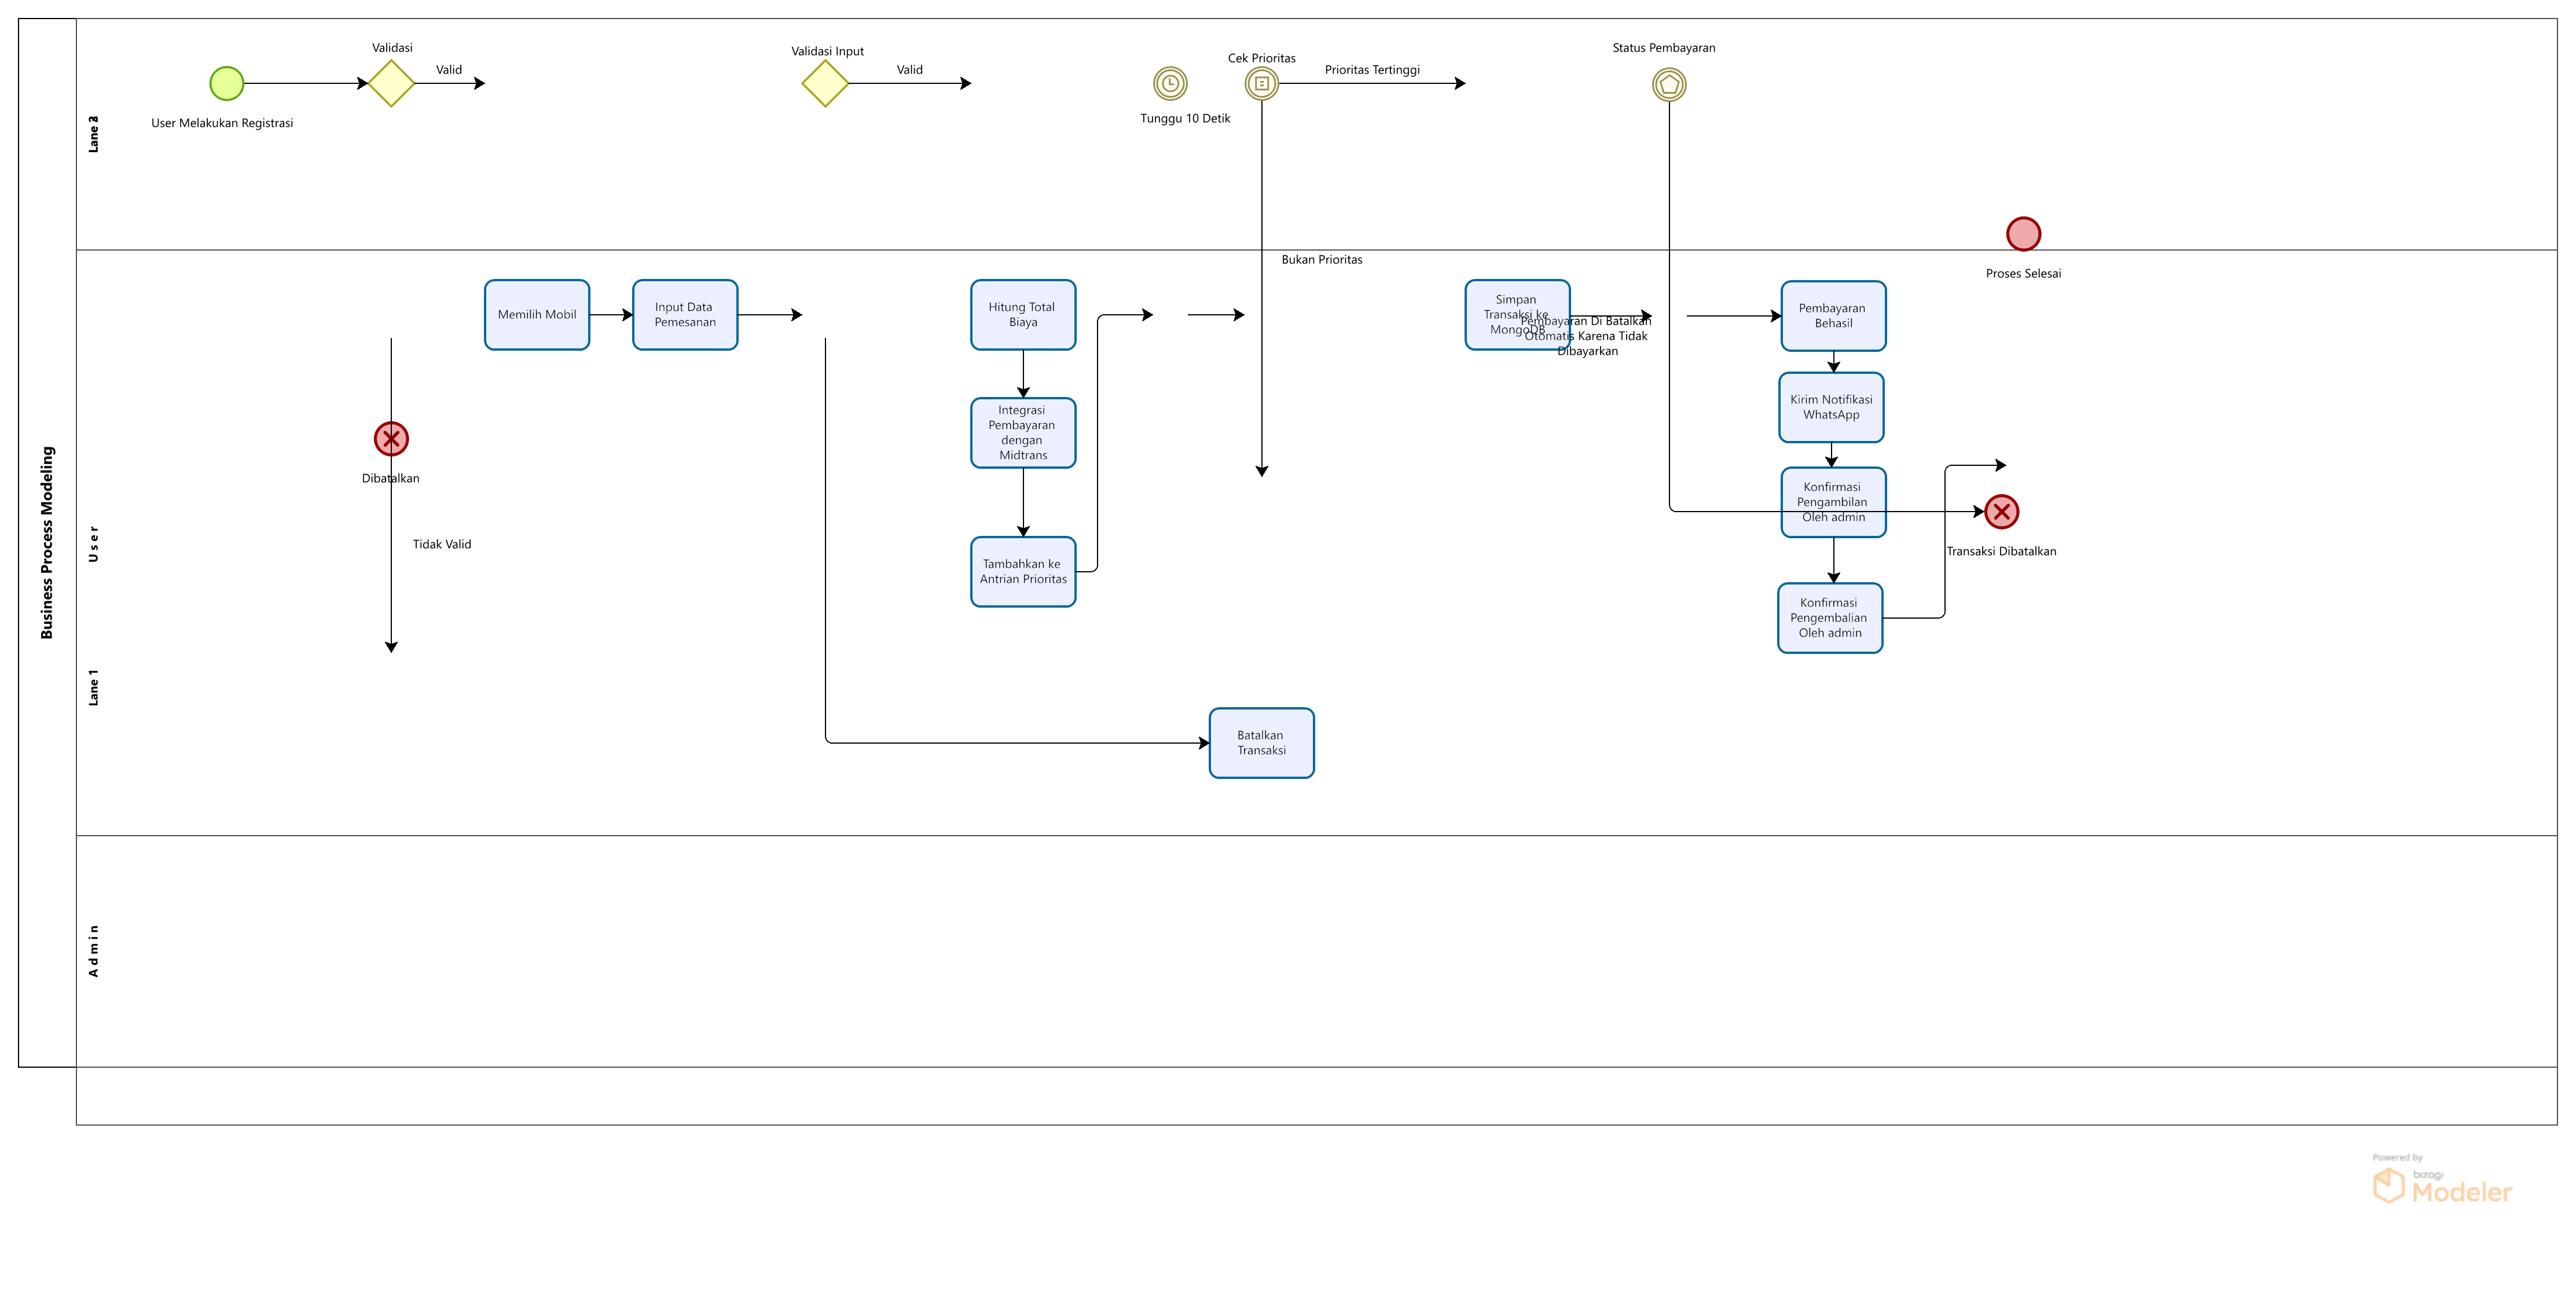 Business Process Modeling
Lane 2
User
Lane 1
Admin
Validasi
Valid
User Melakukan Registrasi
Validasi Input
Valid
Tunggu 10 Detik
Cek Prioritas
Prioritas Tertinggi
Status Pembayaran
Bukan Prioritas
Proses Selesai
Memilih Mobil
Input Data
Pemesanan
Hitung Total
Biaya
Simpan
Transaksi ke
MongoDB
Pembayaran Di Batalkan
Otomatis Karena Tidak
Dibayarkan
Pembayaran
Behasil
Kirim Notifikasi
WhatsApp
Integrasi
Pembayaran
dengan
Midtrans
Dibatalkan
Tidak Valid
Konfirmasi
Pengambilan
Oleh admin
Transaksi Dibatalkan
Tambahkan ke
Antrian Prioritas
Konfirmasi
Pengembalian
Oleh admin
Batalkan
Transaksi
Powered by
bizagi
Modeler